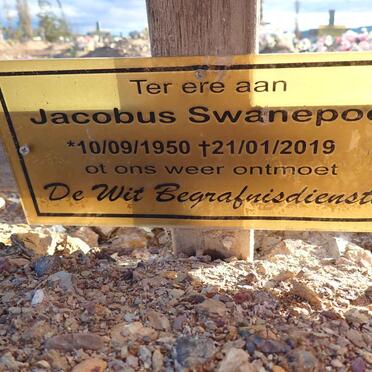 Ter ere aan
Jacobus Swanepoe
*10/09/1950 †21/01/2019
ot ons weer ontmoet
De Wit Begrafnisdienst